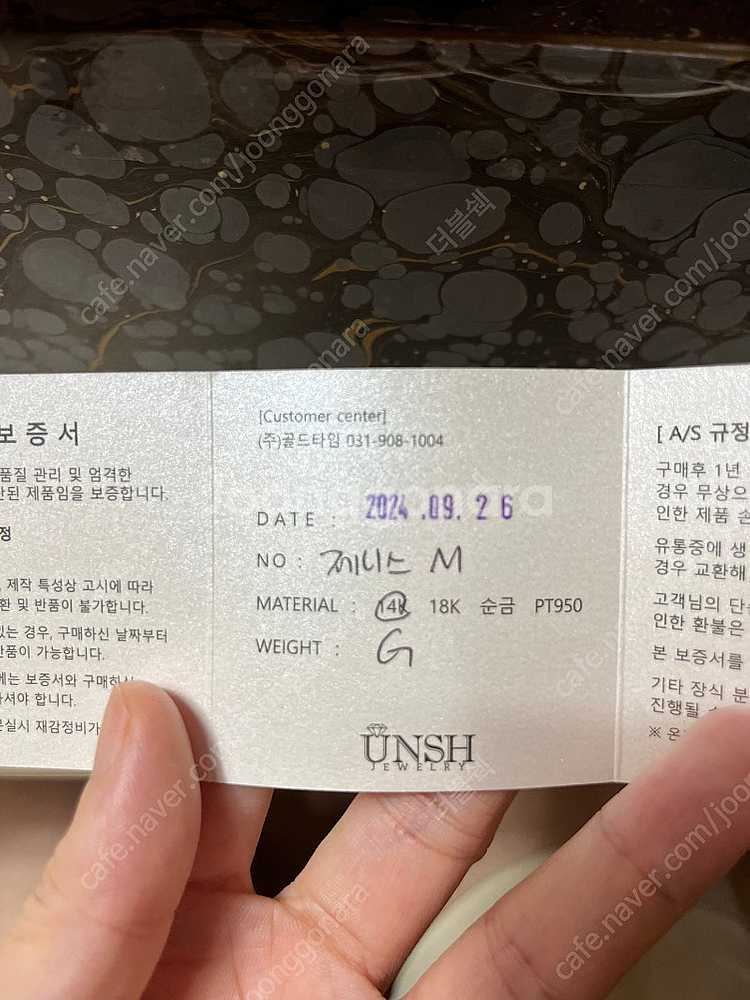 보증서
품질 관리 및 엄격한
된 제품임을 보증합니다.
정
제작 특성상 고시에 따라
환 및 반품이 불가합니다.
있는 경우, 구매하신 날짜부터
반품이 가능합니다.
에는 보증서와 구매하신
하셔야 합니다.
분실시 재감정비가
[Customer center]
(주)골드타임 031-908-1004
DATE : 2024.09.26
NO : 제니스 M
MATERIAL : 14K 18K 순금 PT950
WEIGHT : G
UNSH
JEWELRY
[ A/S 규정
구매후 1년
경우 무상으
인한 제품 손
유통중에 생
경우 교환해
고객님의 단순
인한 환불은
본 보증서를
기타 장식 분
진행될
※ 온
cafe.naver.com/joonggonara
더블쉑